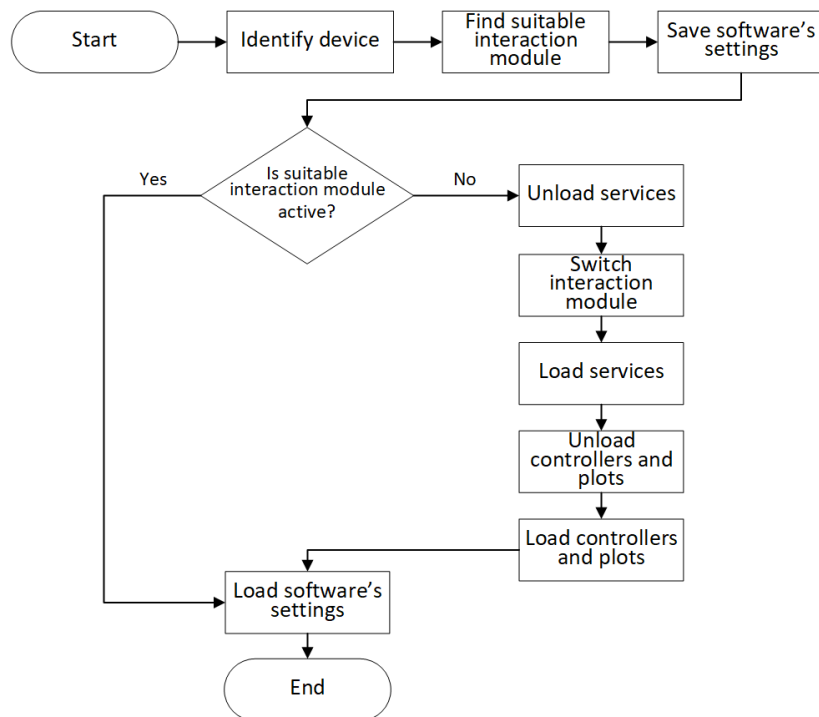 Start
Identify device
Find suitable
interaction
module
Save software's
settings
Is suitable
interaction module
active?
Yes
No
Unload services
Switch
interaction
module
Load services
Unload
controllers and
plots
Load controllers
and plots
Load software's
settings
End